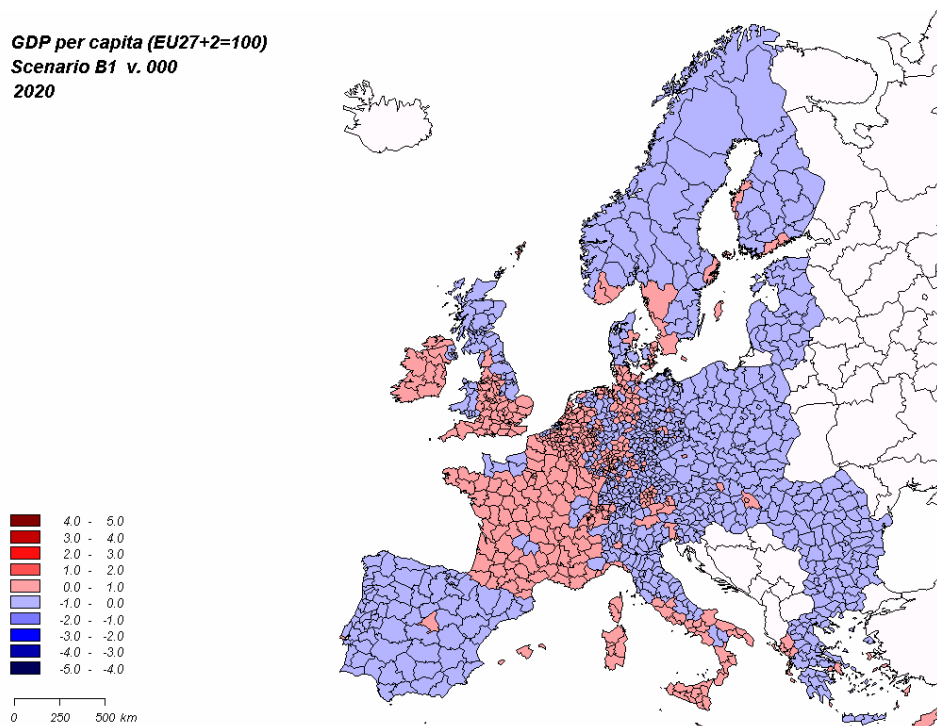 GDP per capita (EU27+2=100)
Scenario B1 v. 000
2020
4.0 - 5.0
3.0 - 4.0
2.0 - 3.0
1.0 - 2.0
0.0 - 1.0
-1.0 - 0.0
-2.0 - -1.0
-3.0 - -2.0
-4.0 - -3.0
-5.0 - -4.0
0 250 500 km